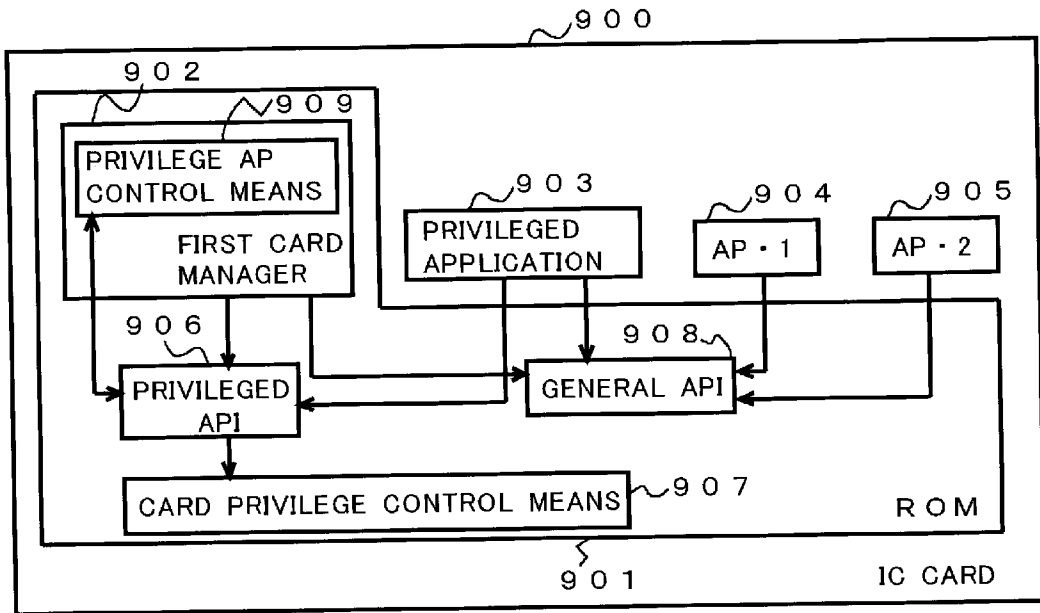 ９００
９０２
９０９
PRIVILEGE AP
CONTROL MEANS
FIRST CARD
MANAGER
９０３
PRIVILEGED
APPLICATION
９０４
AP・1
９０５
AP・2
９０６
PRIVILEGED
API
９０８
GENERAL API
CARD PRIVILEGE CONTROL MEANS
９０７
ROM
９０１
IC CARD